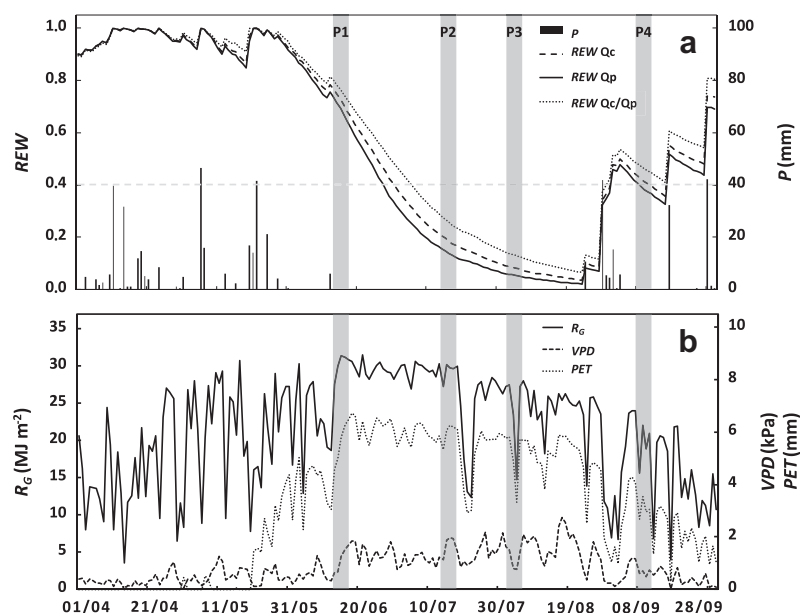 1,0
0,8
0,6
0,4
0,2
0,0
REW
P1
P2
P3
P4
a
P
REW Qc
REW Qp
REW Qc/Qp
100
80
60
40
20
0
P (mm)
35
30
25
20
15
10
5
0
R_G (MJ m⁻²)
b
R_G
VPD
PET
10
8
6
4
2
0
VPD (kPa)
PET (mm)
01/04 21/04 11/05 31/05 20/06 10/07 30/07 19/08 08/09 28/09